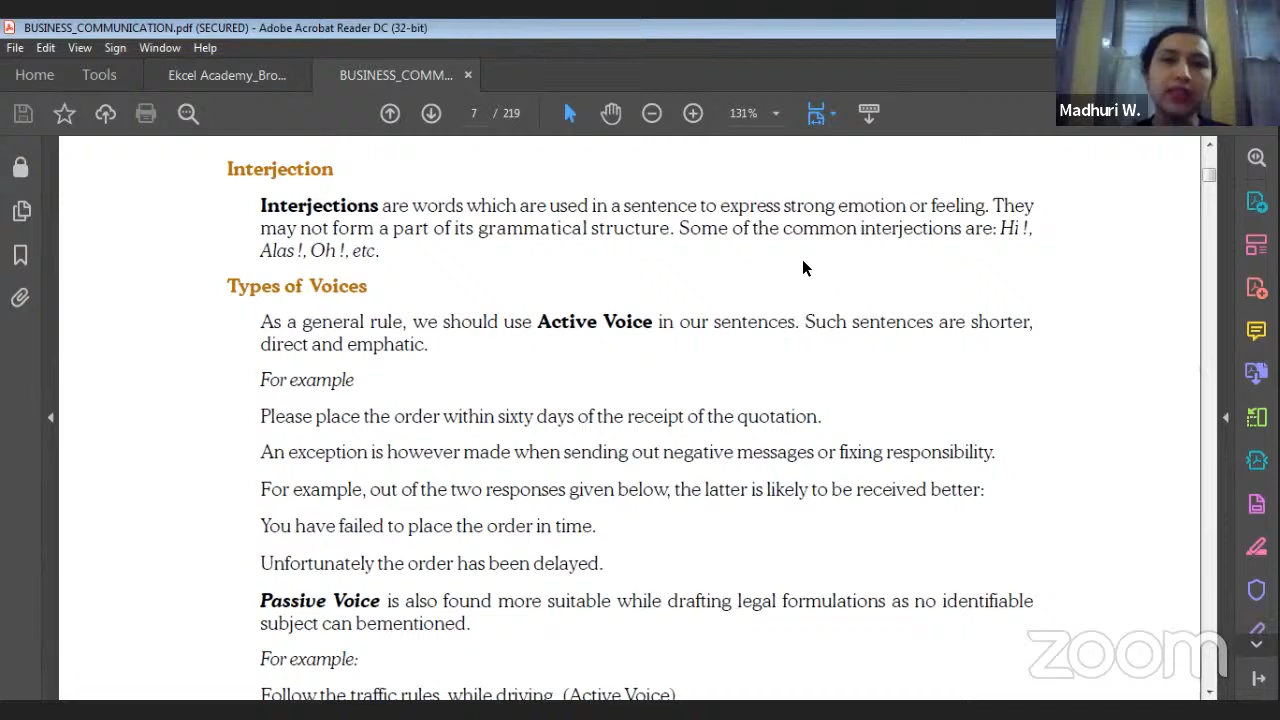 BUSINESS_COMMUNICATION.pdf (SECURED) - Adobe Acrobat Reader DC (32-bit)
File Edit View Sign Window Help
Home Tools Ekcel Academy_Bro... BUSINESS_COMM... ×
7 / 219 131%
Madhuri W.
Interjection
Interjections are words which are used in a sentence to express strong emotion or feeling. They
may not form a part of its grammatical structure. Some of the common interjections are: Hi !,
Alas !, Oh !, etc.
Types of Voices
As a general rule, we should use Active Voice in our sentences. Such sentences are shorter,
direct and emphatic.
For example
Please place the order within sixty days of the receipt of the quotation.
An exception is however made when sending out negative messages or fixing responsibility.
For example, out of the two responses given below, the latter is likely to be received better:
You have failed to place the order in time.
Unfortunately the order has been delayed.
Passive Voice is also found more suitable while drafting legal formulations as no identifiable
subject can bementioned.
For example:
Follow the traffic rules, while driving. (Active Voice)
zoom